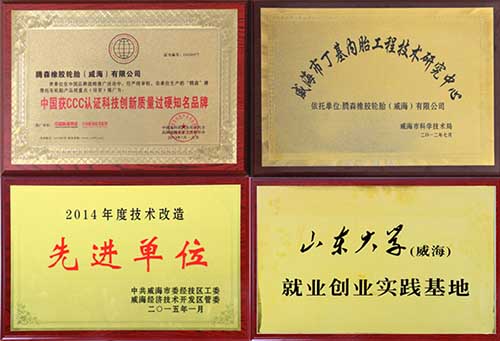 腾森橡胶轮胎（威海）有限公司
中国获CCC认证科技创新质量过硬知名品牌
威海市丁基内胎工程技术研究中心
依托单位:腾森橡胶轮胎（威海）有限公司
威海市科学技术局
二〇一二年七月
2014年度技术改造
先进单位
中共威海市委经技区工委
威海经济技术开发区管委
二〇一五年一月
山东大学(威海)
就业创业实践基地